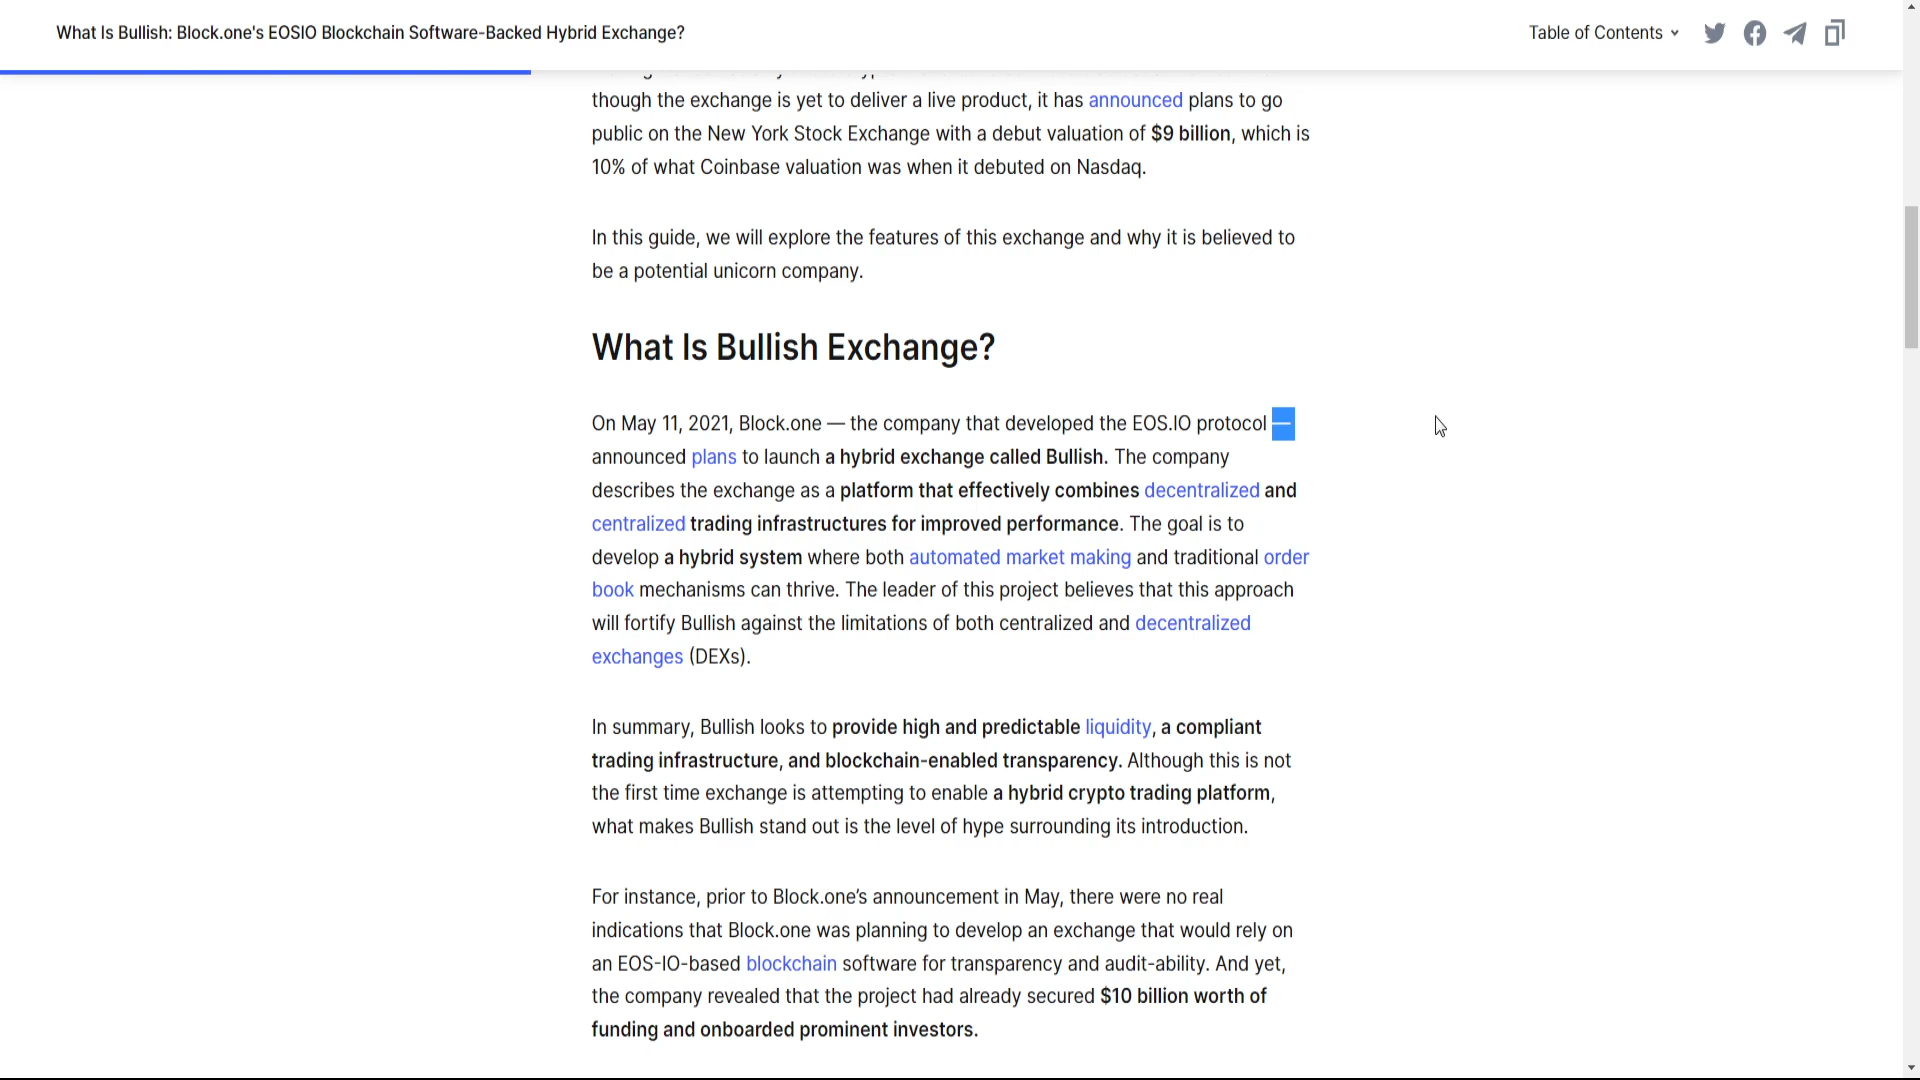 What Is Bullish: Block.one's EOSIO Blockchain Software-Backed Hybrid Exchange?
Table of Contents
though the exchange is yet to deliver a live product, it has announced plans to go
public on the New York Stock Exchange with a debut valuation of $9 billion, which is
10% of what Coinbase valuation was when it debuted on Nasdaq.
In this guide, we will explore the features of this exchange and why it is believed to
be a potential unicorn company.
What Is Bullish Exchange?
On May 11, 2021, Block.one — the company that developed the EOS.IO protocol —
announced plans to launch a hybrid exchange called Bullish. The company
describes the exchange as a platform that effectively combines decentralized and
centralized trading infrastructures for improved performance. The goal is to
develop a hybrid system where both automated market making and traditional order
book mechanisms can thrive. The leader of this project believes that this approach
will fortify Bullish against the limitations of both centralized and decentralized
exchanges (DEXs).
In summary, Bullish looks to provide high and predictable liquidity, a compliant
trading infrastructure, and blockchain-enabled transparency. Although this is not
the first time exchange is attempting to enable a hybrid crypto trading platform,
what makes Bullish stand out is the level of hype surrounding its introduction.
For instance, prior to Block.one’s announcement in May, there were no real
indications that Block.one was planning to develop an exchange that would rely on
an EOS-IO-based blockchain software for transparency and audit-ability. And yet,
the company revealed that the project had already secured $10 billion worth of
funding and onboarded prominent investors.